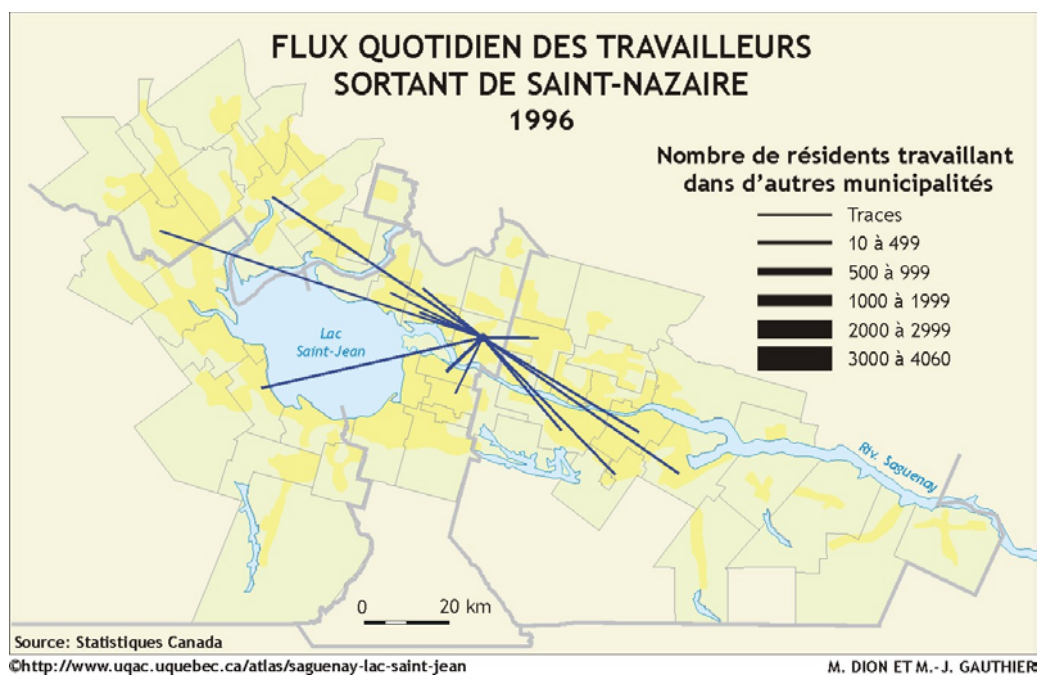 FLUX QUOTIDIEN DES TRAVAILLEURS
SORTANT DE SAINT-NAZAIRE
1996
Nombre de résidents travaillant
dans d'autres municipalités
Traces
10 à 499
500 à 999
1000 à 1999
2000 à 2999
3000 à 4060
Lac
Saint-Jean
Riv. Saguenay
0 20 km
Source: Statistiques Canada
©http://www.uqac.uquebec.ca/atlas/saguenay-lac-saint-jean
M. DION ET M.- J. GAUTHIER